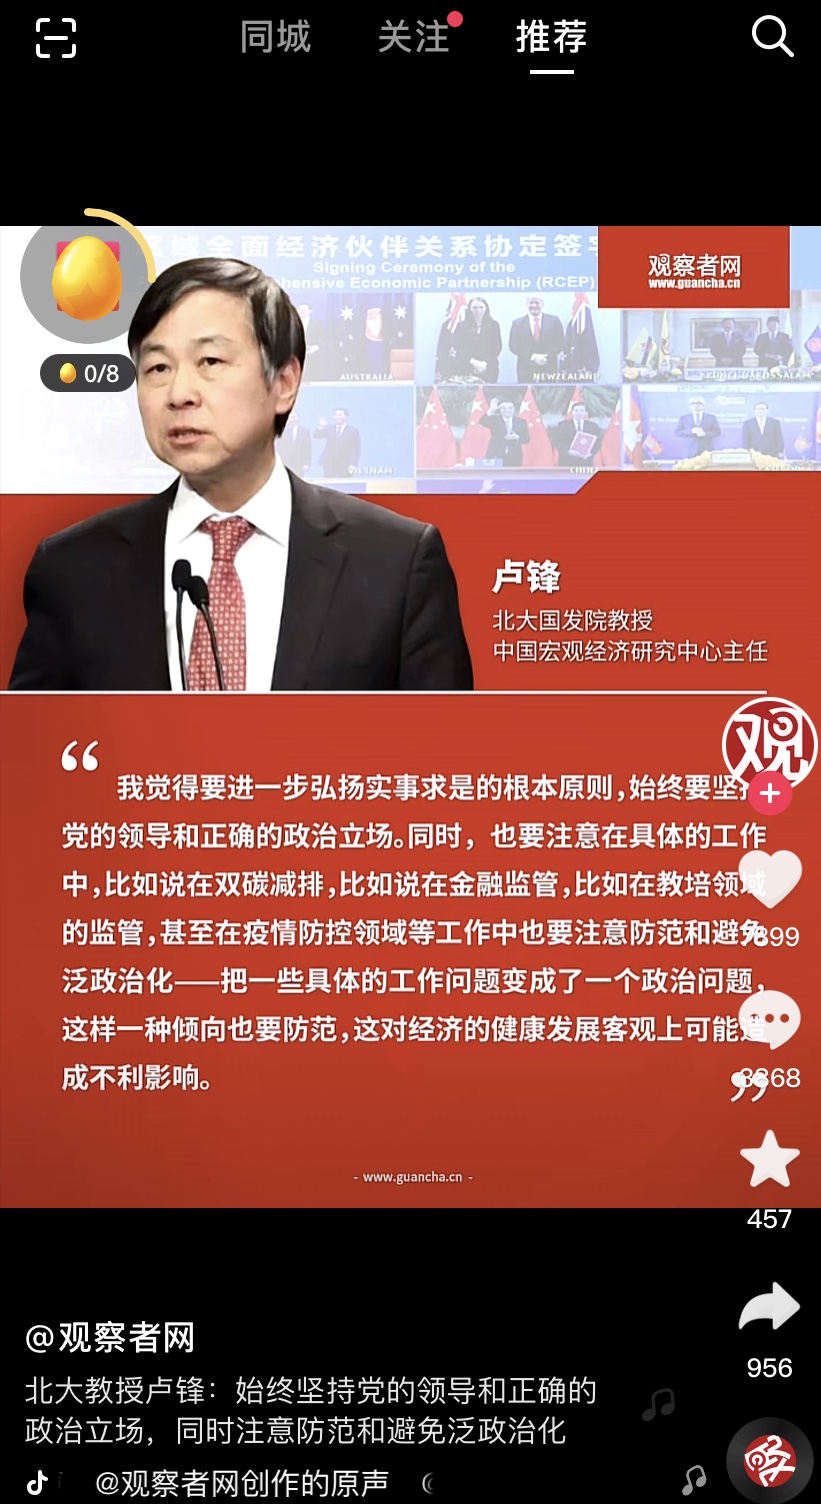 同城 关注 推荐
区域全面经济伙伴关系协定签字
Signing Ceremony of the
hensive Economic Partnership (RCEP)
观察者网
www.guancha.cn
0/8
AUSTRALIA
NEW ZEALAND
VIETNAM
CHINA
卢锋
北大国发院教授
中国宏观经济研究中心主任
观
“
我觉得要进一步弘扬实事求是的根本原则,始终要坚持
党的领导和正确的政治立场。同时，也要注意在具体的工作
中,比如说在双碳减排,比如说在金融监管,比如在教培领域
的监管,甚至在疫情防控领域等工作中也要注意防范和避免
泛政治化——把一些具体的工作问题变成了一个政治问题,
这样一种倾向也要防范,这对经济的健康发展客观上可能造
成不利影响。
”
7899
3368
457
956
- www.guancha.cn -
@观察者网
北大教授卢锋：始终坚持党的领导和正确的
政治立场，同时注意防范和避免泛政治化
@观察者网创作的原声